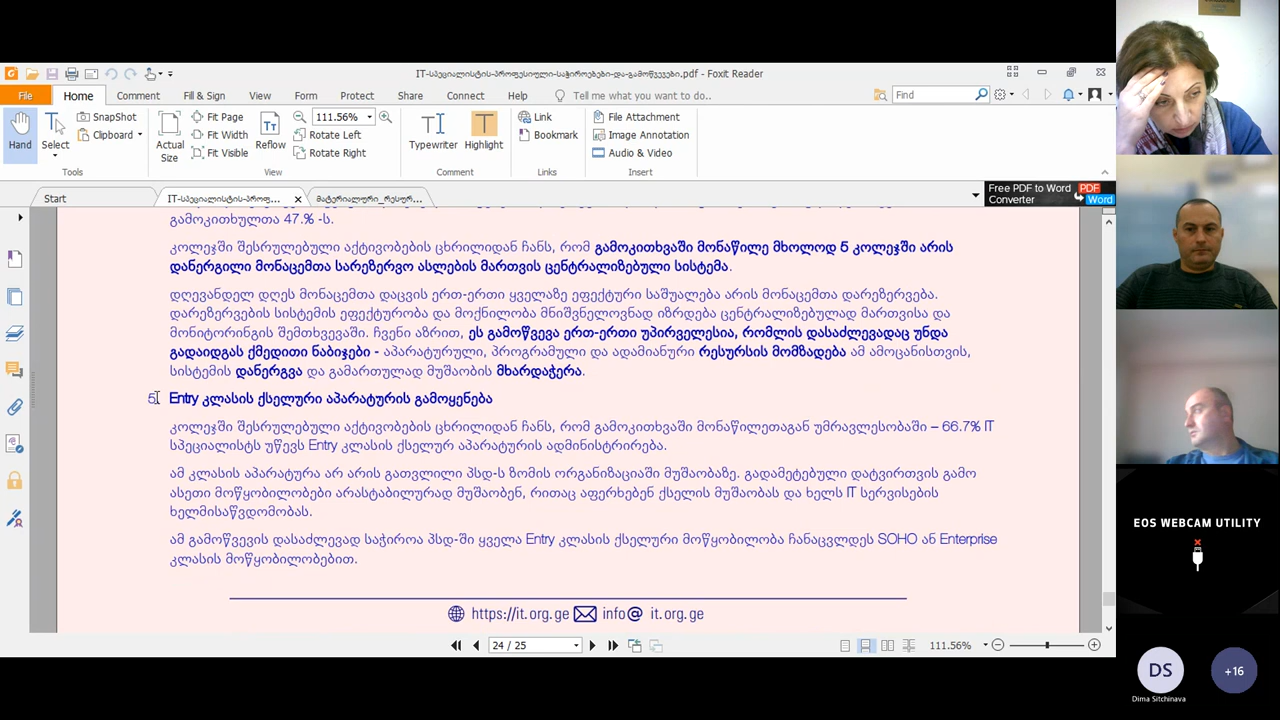 IT-სპეციალისტის-პროფესიული-საჭიროებები-და-გამოწვევები.pdf - Foxit Reader
File Home Comment Fill & Sign View Form Protect Share Connect Help Tell me what you want to do.. Find
Hand
Select
SnapShot
Clipboard
Tools
Actual Size
Fit Page
Fit Width
Fit Visible
Reflow
111.56%
Rotate Left
Rotate Right
View
Typewriter
Highlight
Comment
Link
Bookmark
Links
File Attachment
Image Annotation
Audio & Video
Insert
Start IT-სპეციალისტის-პროფ... მატერიალური_რესურ...
Free PDF to Word Converter
PDF
Word
გამოკითხულთა 47.% -ს.
კოლეჯში შესრულებული აქტივობების ცხრილიდან ჩანს, რომ გამოკითხვაში მონაწილე მხოლოდ 5 კოლეჯში არის
დანერგილი მონაცემთა სარეზერვო ასლების მართვის ცენტრალიზებული სისტემა.
დღევანდელ დღეს მონაცემთა დაცვის ერთ-ერთი ყველაზე ეფექტური საშუალება არის მონაცემთა დარეზერვება.
დარეზერვების სისტემის ეფექტურობა და მოქნილობა მნიშვნელოვნად იზრდება ცენტრალიზებულად მართვისა და
მონიტორინგის შემთხვევაში. ჩვენი აზრით, ეს გამოწვევა ერთ-ერთი უპირველესია, რომლის დასაძლევადაც უნდა
გადაიდგას ქმედითი ნაბიჯები - აპარატურული, პროგრამული და ადამიანური რესურსის მომზადება ამ ამოცანისთვის,
სისტემის დანერგვა და გამართულად მუშაობის მხარდაჭერა.
5. Entry კლასის ქსელური აპარატურის გამოყენება
კოლეჯში შესრულებული აქტივობების ცხრილიდან ჩანს, რომ გამოკითხვაში მონაწილეთაგან უმრავლესობაში – 66.7% IT
სპეციალისტს უწევს Entry კლასის ქსელურ აპარატურის ადმინისტრირება.
ამ კლასის აპარატურა არ არის გათვლილი პსდ-ს ზომის ორგანიზაციაში მუშაობაზე. გადამეტებული დატვირთვის გამო
ასეთი მოწყობილობები არასტაბილურად მუშაობენ, რითაც აფერხებენ ქსელის მუშაობას და ხელს IT სერვისების
ხელმისაწვდომობას.
ამ გამოწვევის დასაძლევად საჭიროა პსდ-ში ყველა Entry კლასის ქსელური მოწყობილობა ჩანაცვლდეს SOHO ან Enterprise
კლასის მოწყობილობებით.
https://it.org.ge info@ it.org.ge
24 / 25
111.56%
EOS WEBCAM UTILITY
DS
Dima Sitchinava
+16